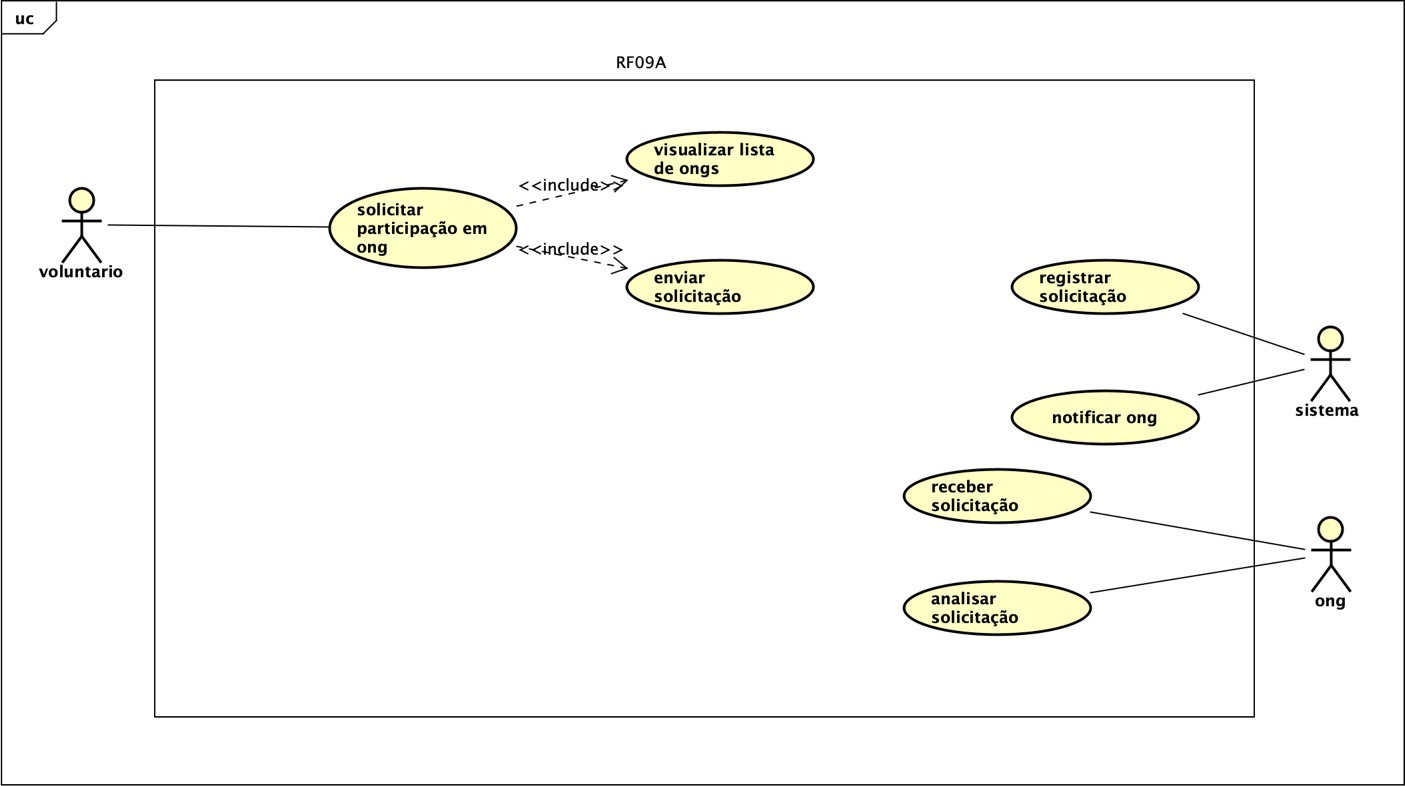 uc
RF09A
visualizar lista
de ongs
<<include>>
solicitar
participação em
ong
<<include>>
voluntario
enviar
solicitação
registrar
solicitação
sistema
notificar ong
receber
solicitação
ong
analisar
solicitação